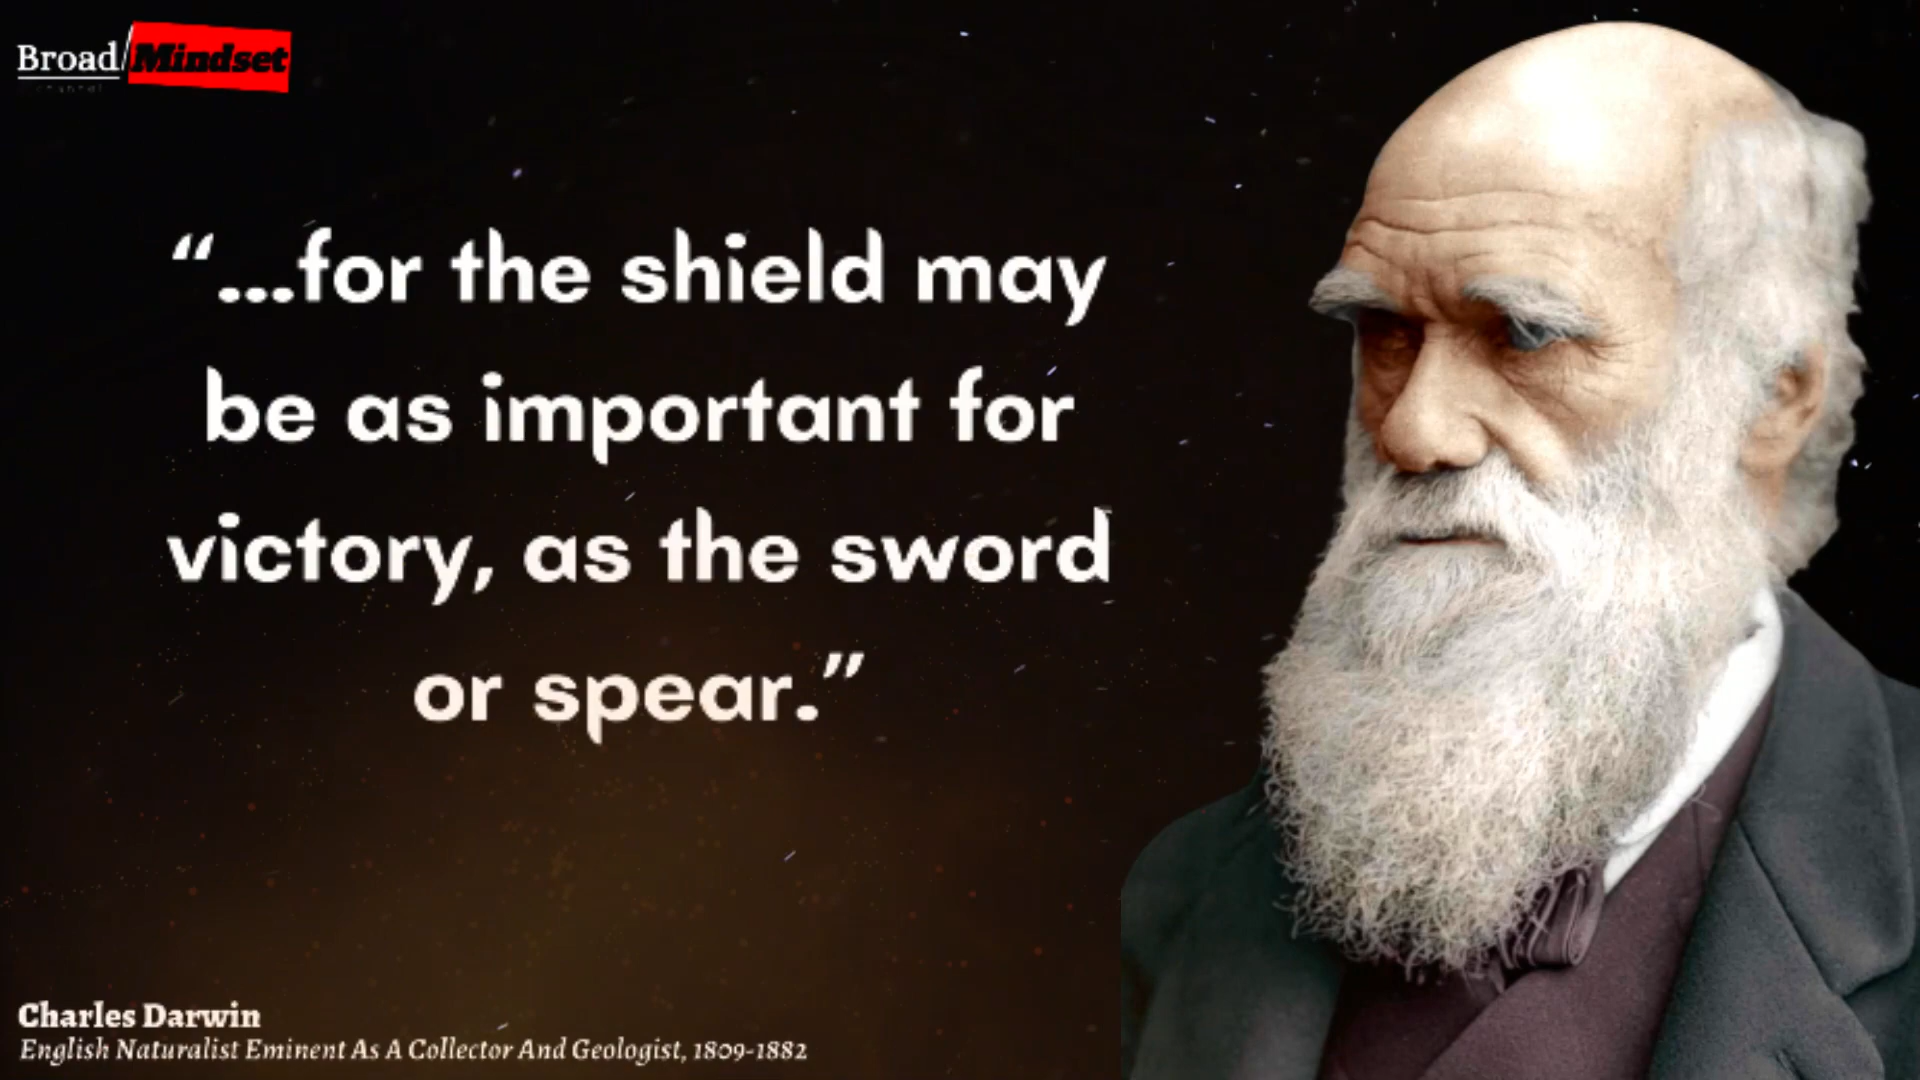 Broad/Mindset
channel
“...for the shield may
be as important for
victory, as the sword
or spear.”
Charles Darwin
English Naturalist Eminent As A Collector And Geologist, 1809-1882